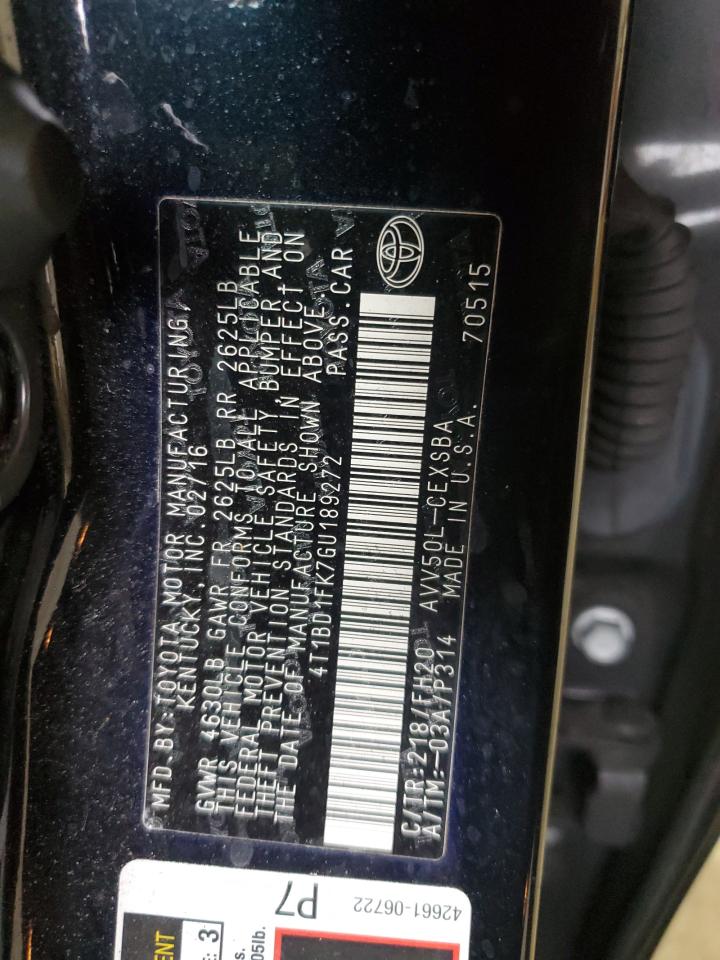 MFD.BY:TOYOTA MOTOR MANUFACTURING,
KENTUCKY, INC. 02/16
GVWR 4630LB GAWR FR 2625LB RR 2625LB
THIS VEHICLE CONFORMS TO ALL APPLICABLE
FEDERAL MOTOR VEHICLE SAFETY, BUMPER, AND
THEFT PREVENTION STANDARDS IN EFFECT ON
THE DATE OF MANUFACTURE SHOWN ABOVE.
4T1BD1FK7GU189272 PASS.CAR
C/TR:218/FH20 AVV50L-CEXSBA
A/TM:-03A/P314 MADE IN U.S.A. 70515
P7
42661-06722
ENT
: 3
s.
05lb.